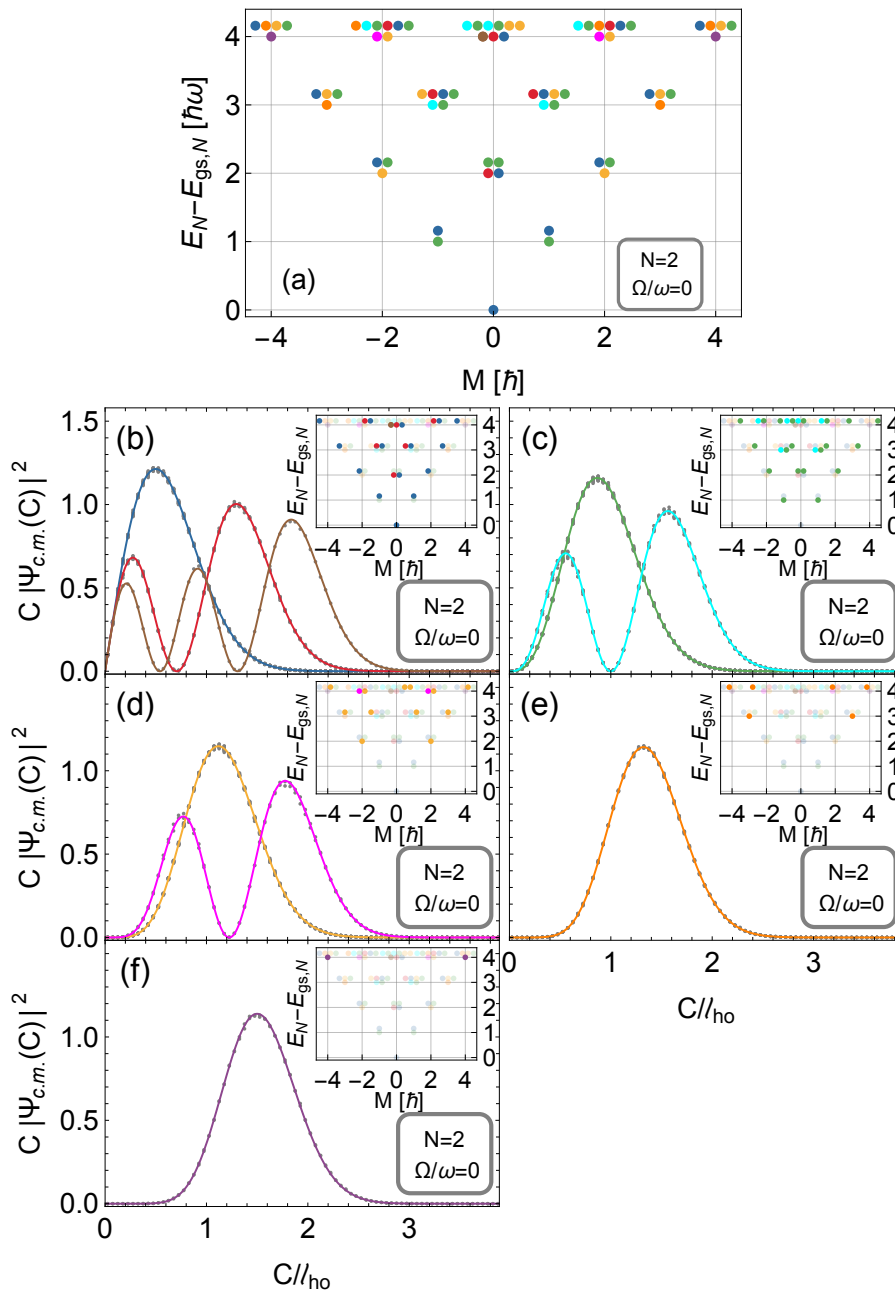 4
3
2
1
0
E_N−E_gs,N [ħω]
(a)
N=2
Ω/ω=0
−4 −2 0 2 4
M [ħ]
1.5
1.0
0.5
0.0
C |Ψ_c.m.(C)|²
(b)
E_N−E_gs,N
4
3
2
1
0
−4 −2 0 2 4
M [ħ]
N=2
Ω/ω=0
(c)
E_N−E_gs,N
4
3
2
1
0
−4 −2 0 2 4
M [ħ]
N=2
Ω/ω=0
1.0
0.5
0.0
C |Ψ_c.m.(C)|²
(d)
E_N−E_gs,N
4
3
2
1
0
−4 −2 0 2 4
M [ħ]
N=2
Ω/ω=0
(e)
E_N−E_gs,N
4
3
2
1
0
−4 −2 0 2 4
M [ħ]
N=2
Ω/ω=0
0 1 2 3
C/l_ho
1.0
0.5
0.0
C |Ψ_c.m.(C)|²
(f)
E_N−E_gs,N
4
3
2
1
0
−4 −2 0 2 4
M [ħ]
N=2
Ω/ω=0
0 1 2 3
C/l_ho